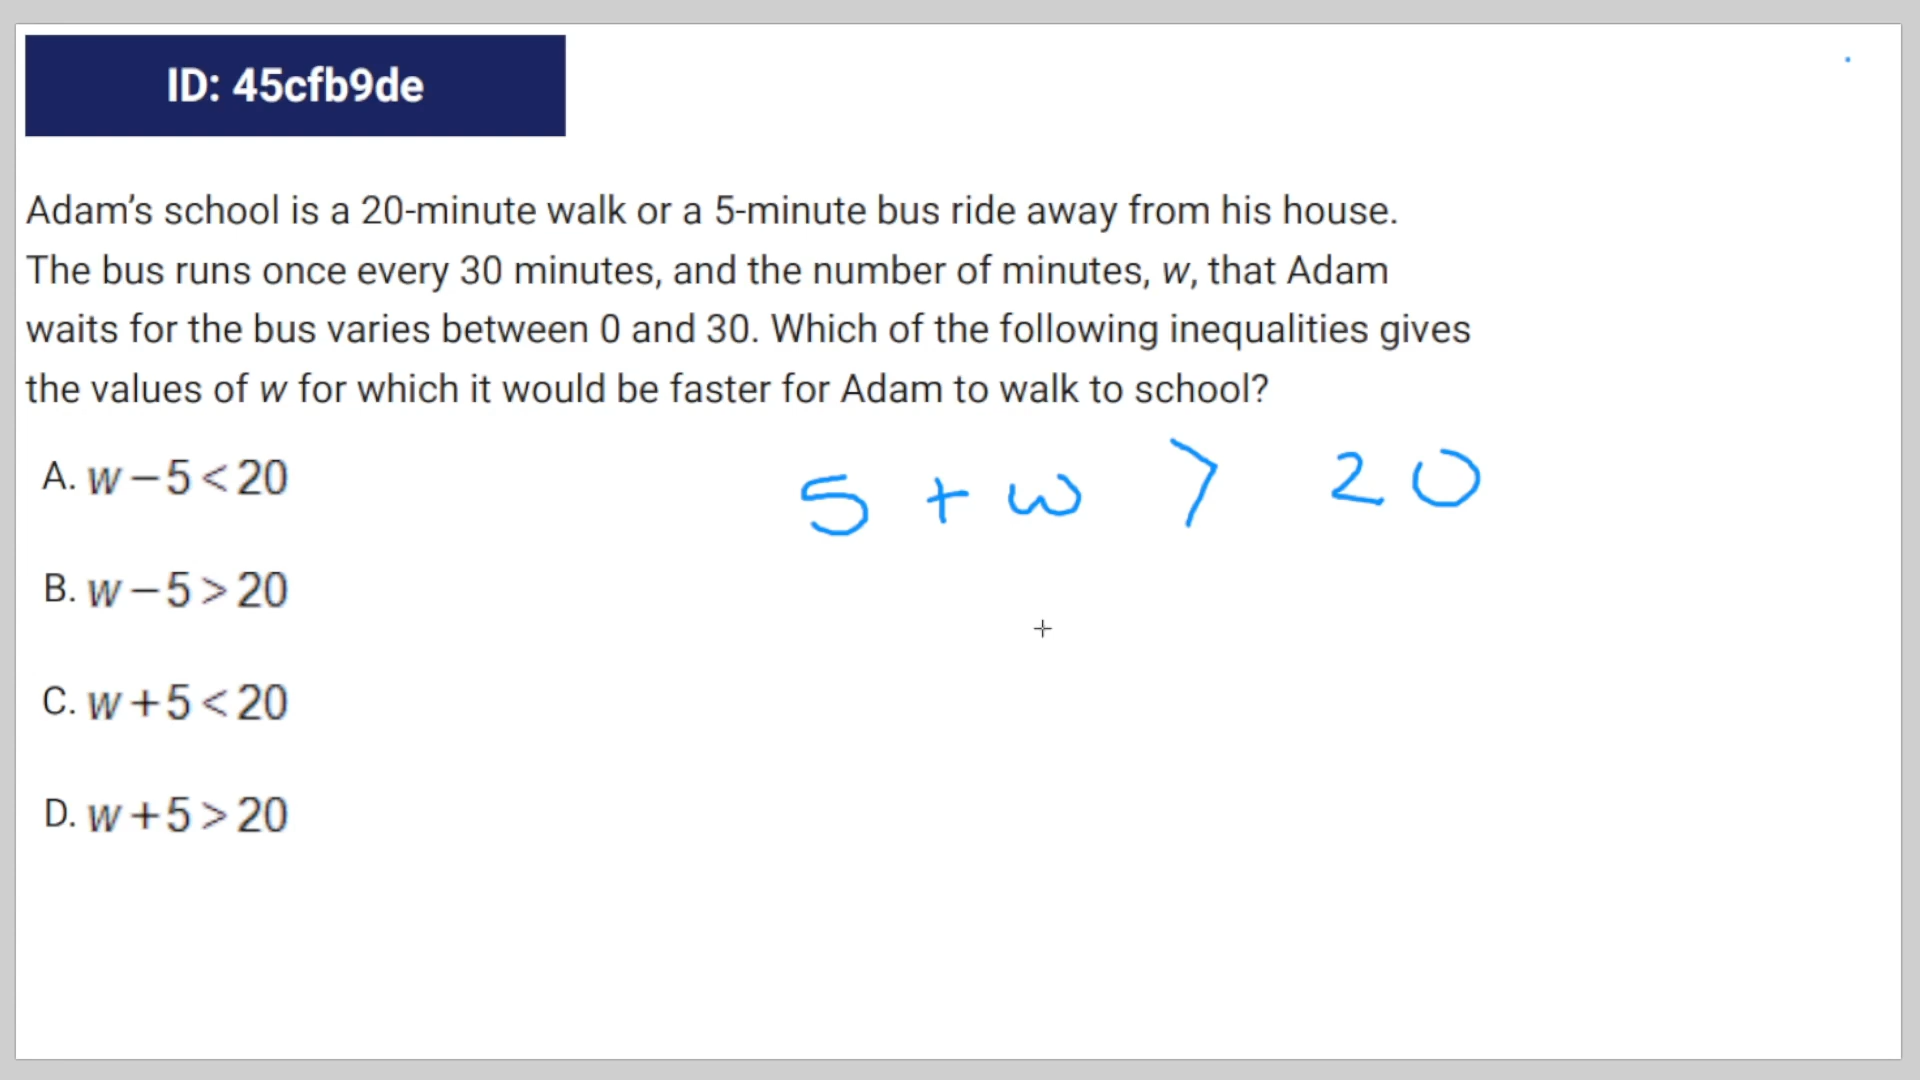 ID: 45cfb9de
Adam’s school is a 20-minute walk or a 5-minute bus ride away from his house.
The bus runs once every 30 minutes, and the number of minutes, w, that Adam
waits for the bus varies between 0 and 30. Which of the following inequalities gives
the values of w for which it would be faster for Adam to walk to school?
A. w – 5 < 20
5 + w > 20
B. w – 5 > 20
C. w + 5 < 20
D. w + 5 > 20